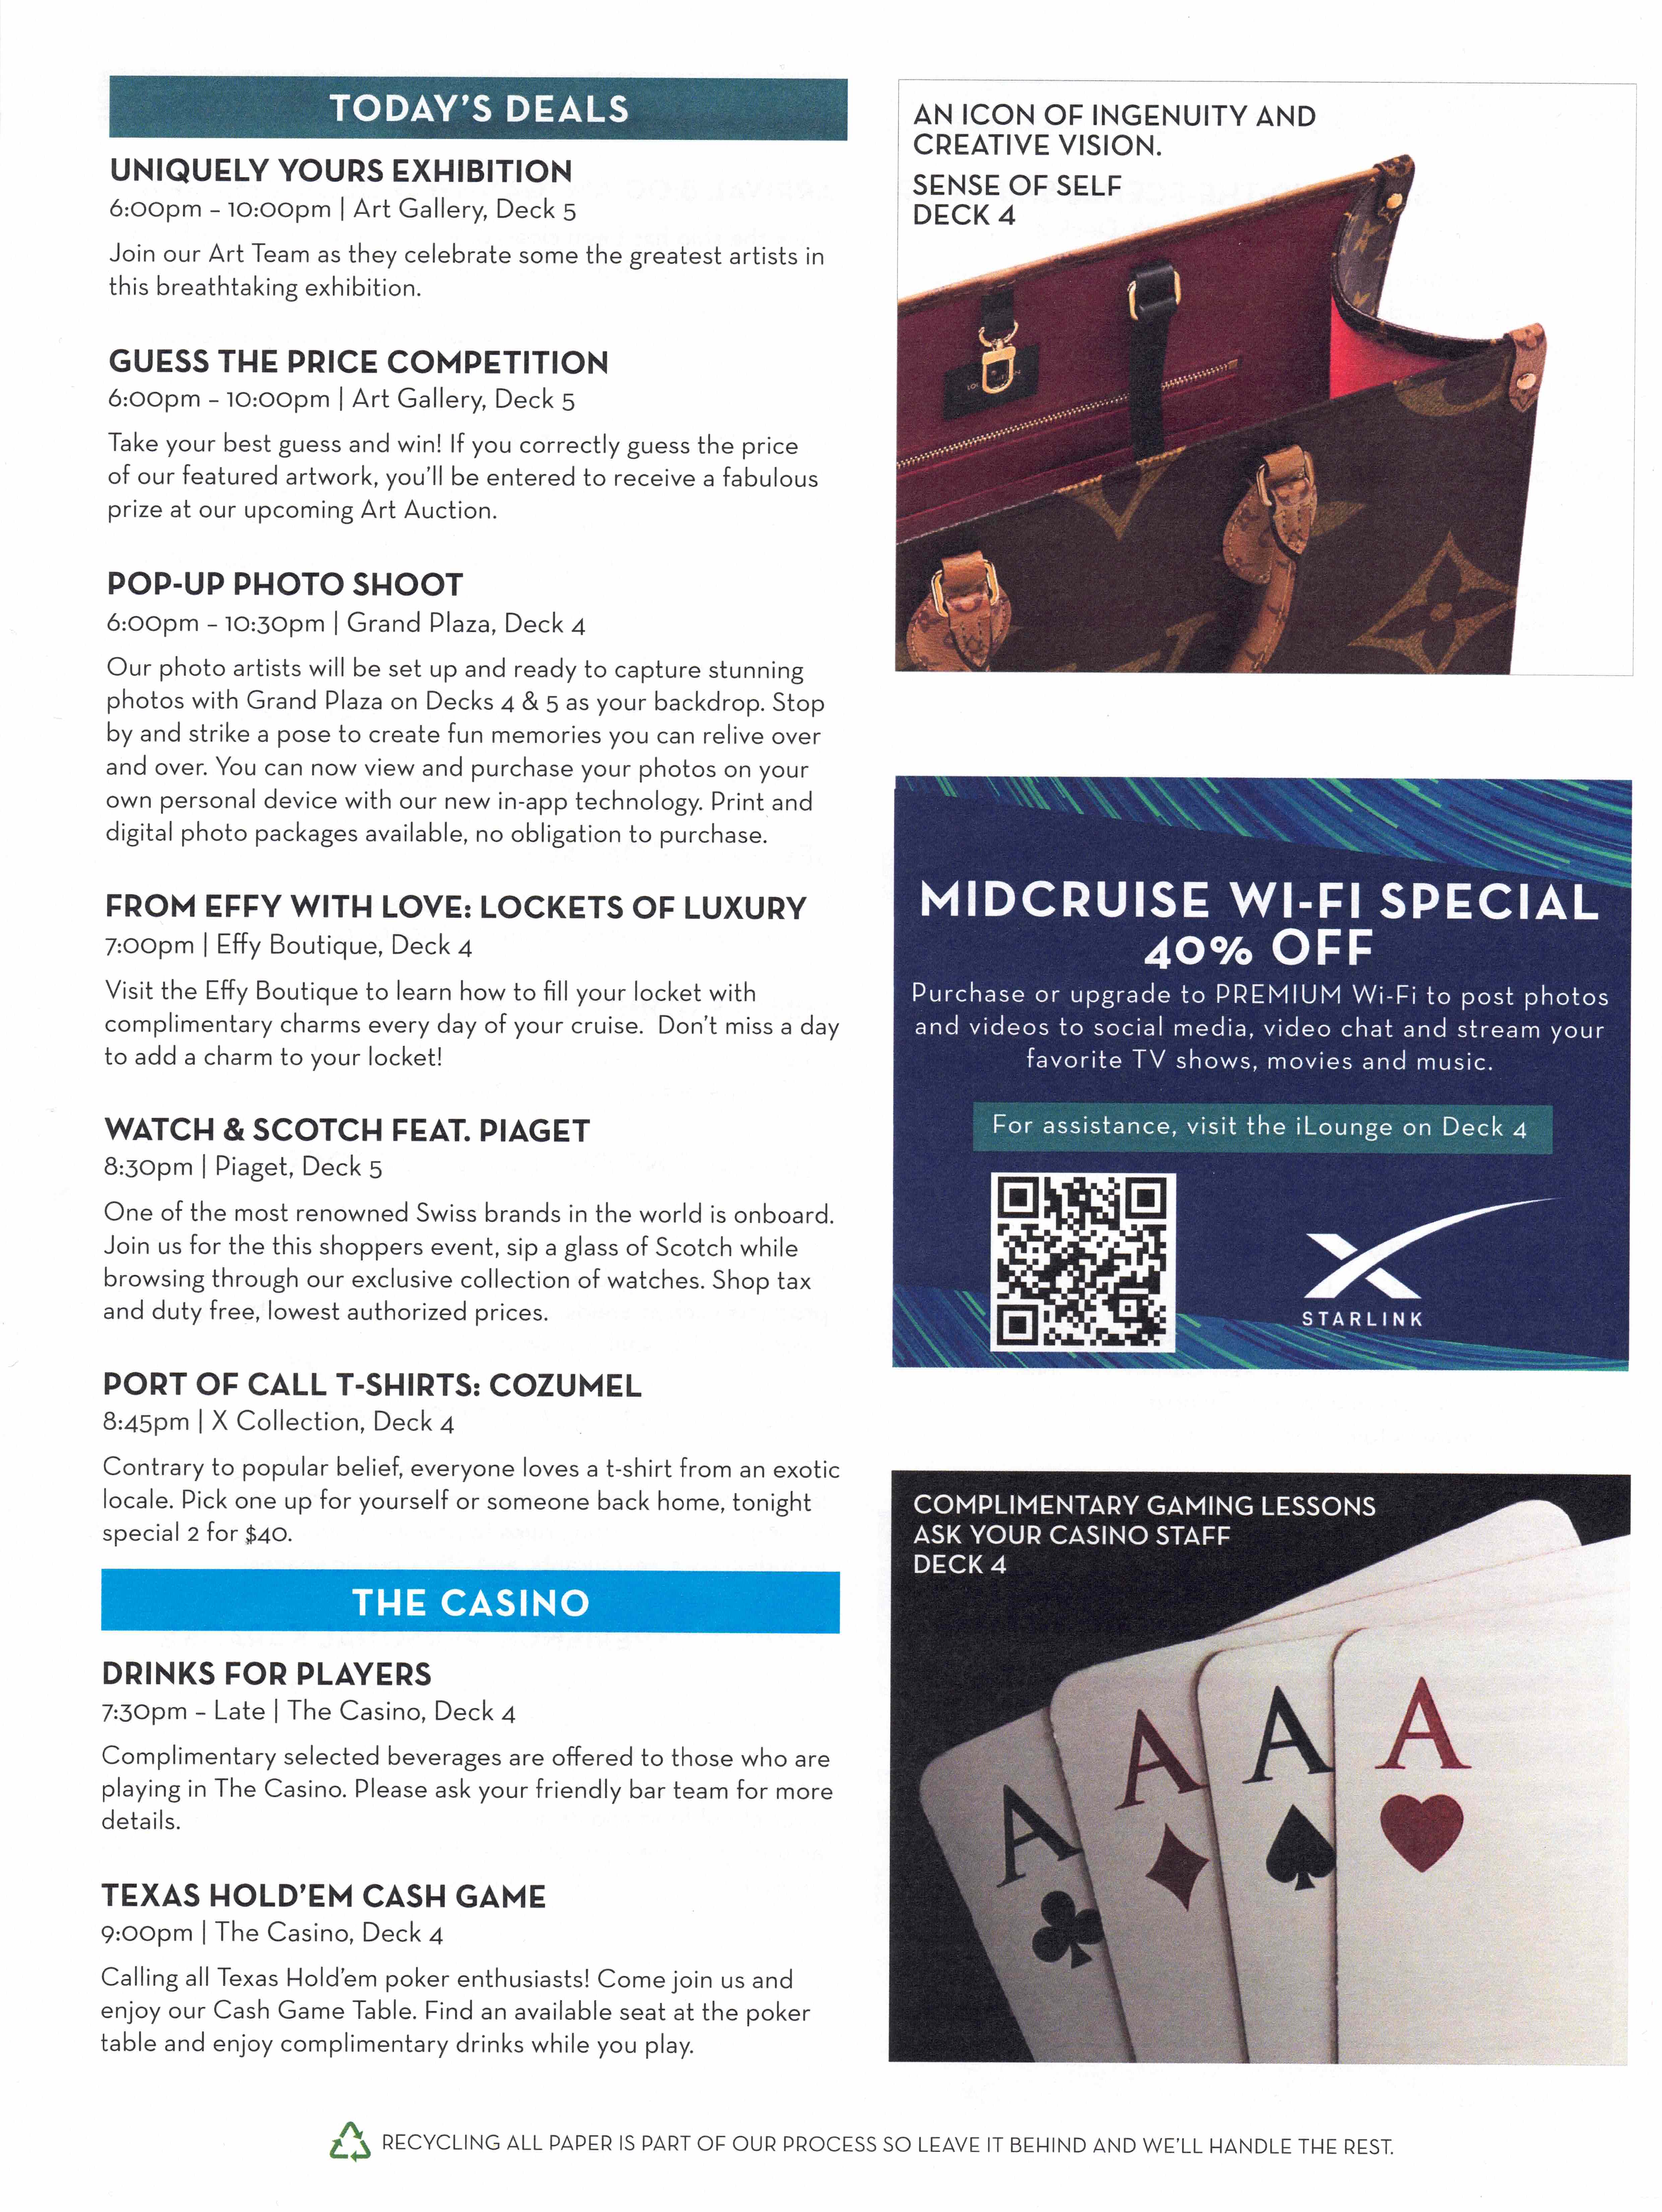 TODAY'S DEALS
UNIQUELY YOURS EXHIBITION
6:00pm – 10:00pm | Art Gallery, Deck 5
Join our Art Team as they celebrate some the greatest artists in
this breathtaking exhibition.
GUESS THE PRICE COMPETITION
6:00pm – 10:00pm | Art Gallery, Deck 5
Take your best guess and win! If you correctly guess the price
of our featured artwork, you'll be entered to receive a fabulous
prize at our upcoming Art Auction.
POP-UP PHOTO SHOOT
6:00pm – 10:30pm | Grand Plaza, Deck 4
Our photo artists will be set up and ready to capture stunning
photos with Grand Plaza on Decks 4 & 5 as your backdrop. Stop
by and strike a pose to create fun memories you can relive over
and over. You can now view and purchase your photos on your
own personal device with our new in-app technology. Print and
digital photo packages available, no obligation to purchase.
FROM EFFY WITH LOVE: LOCKETS OF LUXURY
7:00pm | Effy Boutique, Deck 4
Visit the Effy Boutique to learn how to fill your locket with
complimentary charms every day of your cruise. Don't miss a day
to add a charm to your locket!
WATCH & SCOTCH FEAT. PIAGET
8:30pm | Piaget, Deck 5
One of the most renowned Swiss brands in the world is onboard.
Join us for the this shoppers event, sip a glass of Scotch while
browsing through our exclusive collection of watches. Shop tax
and duty free, lowest authorized prices.
PORT OF CALL T-SHIRTS: COZUMEL
8:45pm | X Collection, Deck 4
Contrary to popular belief, everyone loves a t-shirt from an exotic
locale. Pick one up for yourself or someone back home, tonight
special 2 for $40.
THE CASINO
DRINKS FOR PLAYERS
7:30pm – Late | The Casino, Deck 4
Complimentary selected beverages are offered to those who are
playing in The Casino. Please ask your friendly bar team for more
details.
TEXAS HOLD'EM CASH GAME
9:00pm | The Casino, Deck 4
Calling all Texas Hold'em poker enthusiasts! Come join us and
enjoy our Cash Game Table. Find an available seat at the poker
table and enjoy complimentary drinks while you play.
AN ICON OF INGENUITY AND
CREATIVE VISION.
SENSE OF SELF
DECK 4
MIDCRUISE WI-FI SPECIAL
40% OFF
Purchase or upgrade to PREMIUM Wi-Fi to post photos
and videos to social media, video chat and stream your
favorite TV shows, movies and music.
For assistance, visit the iLounge on Deck 4
STARLINK
COMPLIMENTARY GAMING LESSONS
ASK YOUR CASINO STAFF
DECK 4
A A A A
RECYCLING ALL PAPER IS PART OF OUR PROCESS SO LEAVE IT BEHIND AND WE'LL HANDLE THE REST.